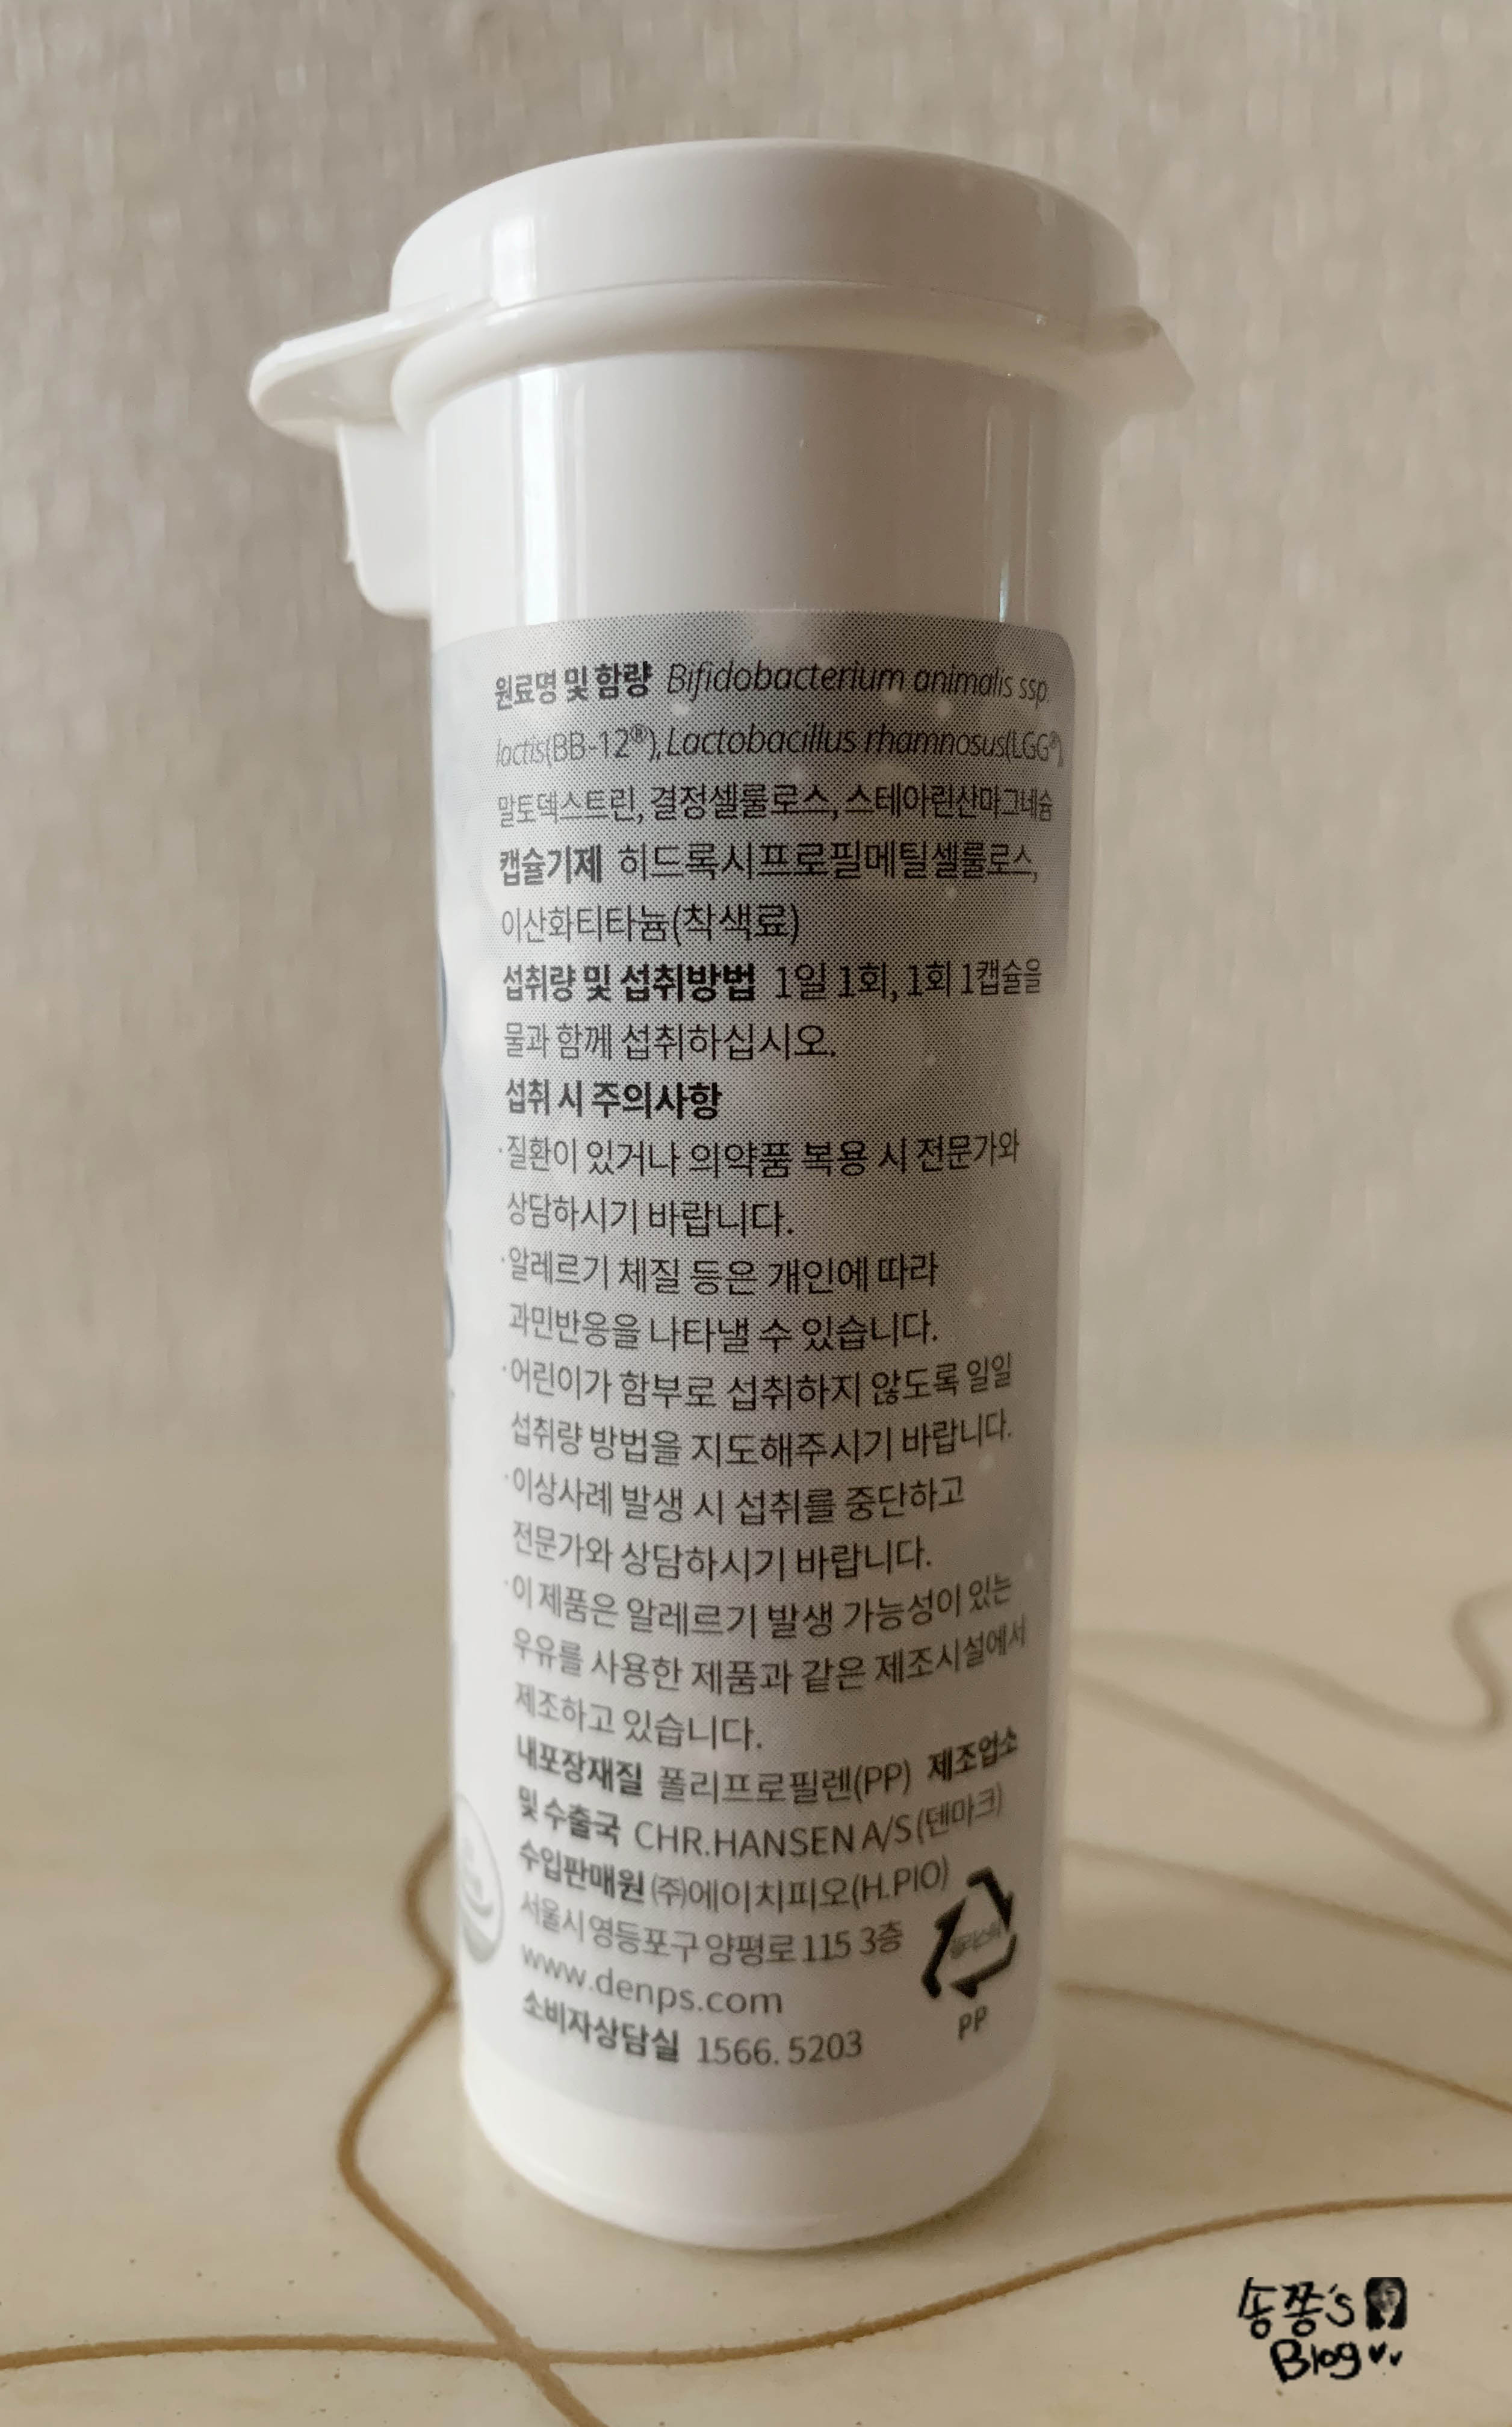 원료명 및 함량 Bifidobacterium animalis ssp.
lactis(BB-12®), Lactobacillus rhamnosus(LGG®),
말토덱스트린, 결정셀룰로스, 스테아린산마그네슘
캡슐기제 히드록시프로필메틸셀룰로스,
이산화티타늄(착색료)
섭취량 및 섭취방법 1일 1회, 1회 1캡슐을
물과 함께 섭취하십시오.
섭취 시 주의사항
·질환이 있거나 의약품 복용 시 전문가와
상담하시기 바랍니다.
·알레르기 체질 등은 개인에 따라
과민반응을 나타낼 수 있습니다.
·어린이가 함부로 섭취하지 않도록 일일
섭취량 방법을 지도해주시기 바랍니다.
·이상사례 발생 시 섭취를 중단하고
전문가와 상담하시기 바랍니다.
·이 제품은 알레르기 발생 가능성이 있는
우유를 사용한 제품과 같은 제조시설에서
제조하고 있습니다.
내포장재질 폴리프로필렌(PP) 제조업소
및 수출국 CHR.HANSEN A/S(덴마크)
수입판매원 (주)에이치피오(H.PIO)
서울시 영등포구 양평로 115 3층
www.denps.com
소비자상담실 1566. 5203
플라스틱
PP
송쫑's
Blog